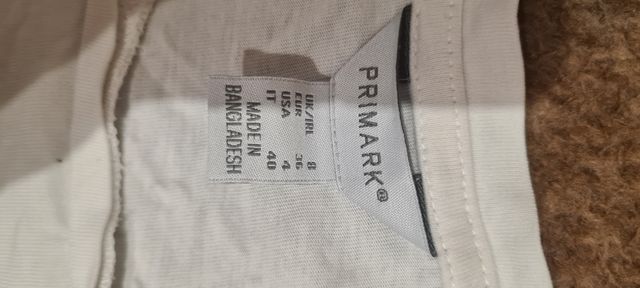 PRIMARK®
UK/IRL 8
EUR 36
USA 4
IT 40
MADE IN
BANGLADESH